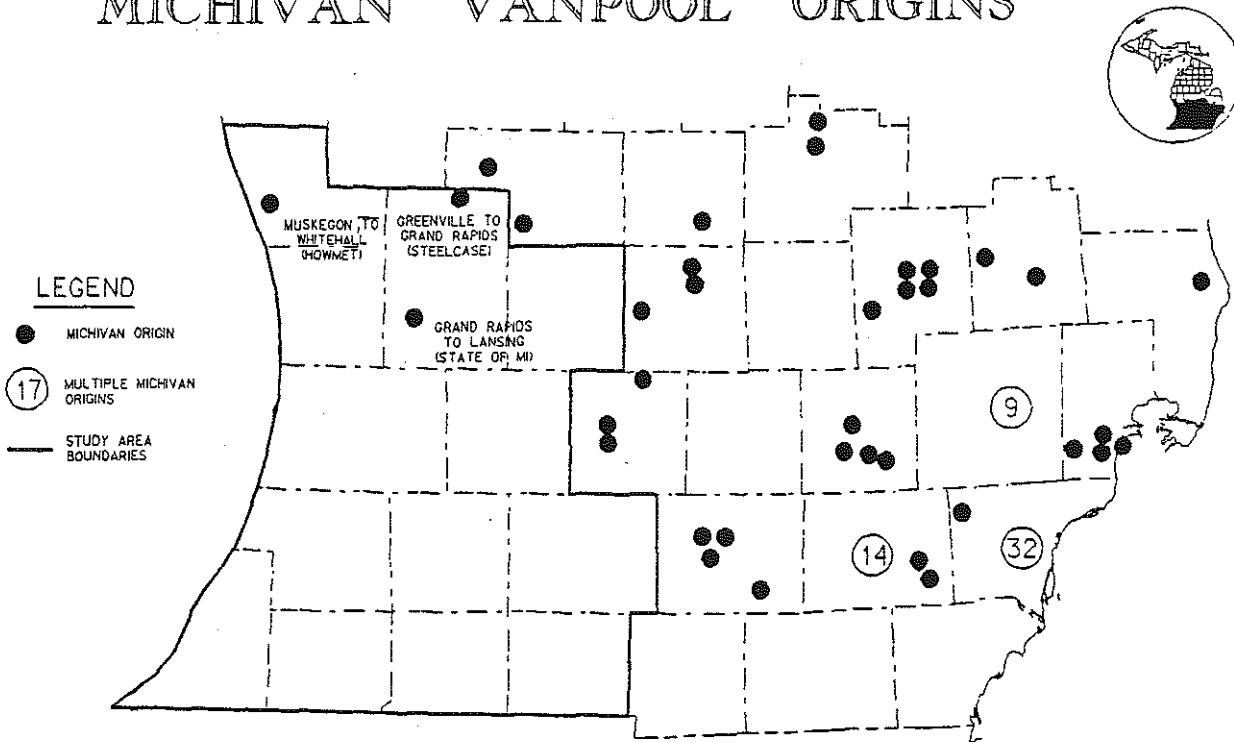 MICHIVAN VANPOOL ORIGINS
MUSKEGON TO
WHITEHALL
(HOWMET)
GREENVILLE TO
GRAND RAPIDS
(STEELCASE)
GRAND RAPIDS
TO LANSING
(STATE OF MI)
LEGEND
MICHIVAN ORIGIN
17
MULTIPLE MICHIVAN
ORIGINS
STUDY AREA
BOUNDARIES
9
14
32